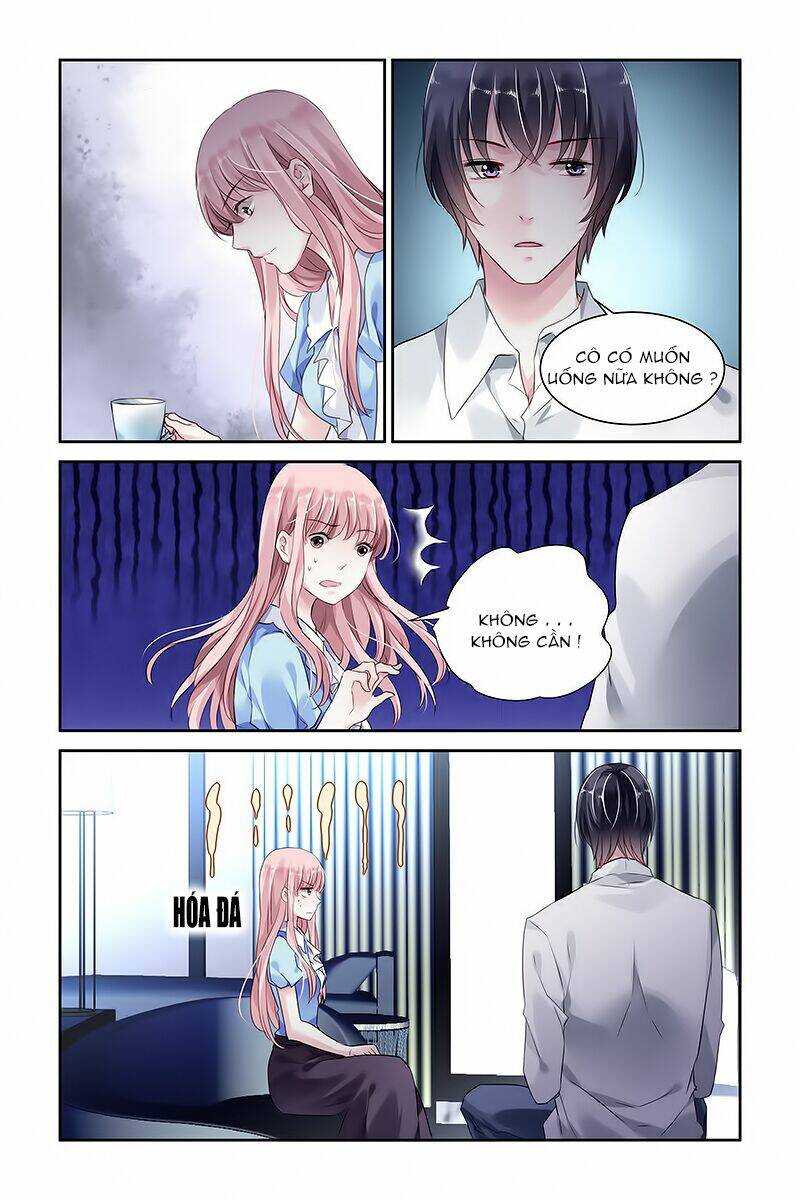 CÔ CÓ MUỐN
UỐNG NỮA KHÔNG ?
KHÔNG . . .
KHÔNG CẦN !
HÓA ĐÁ